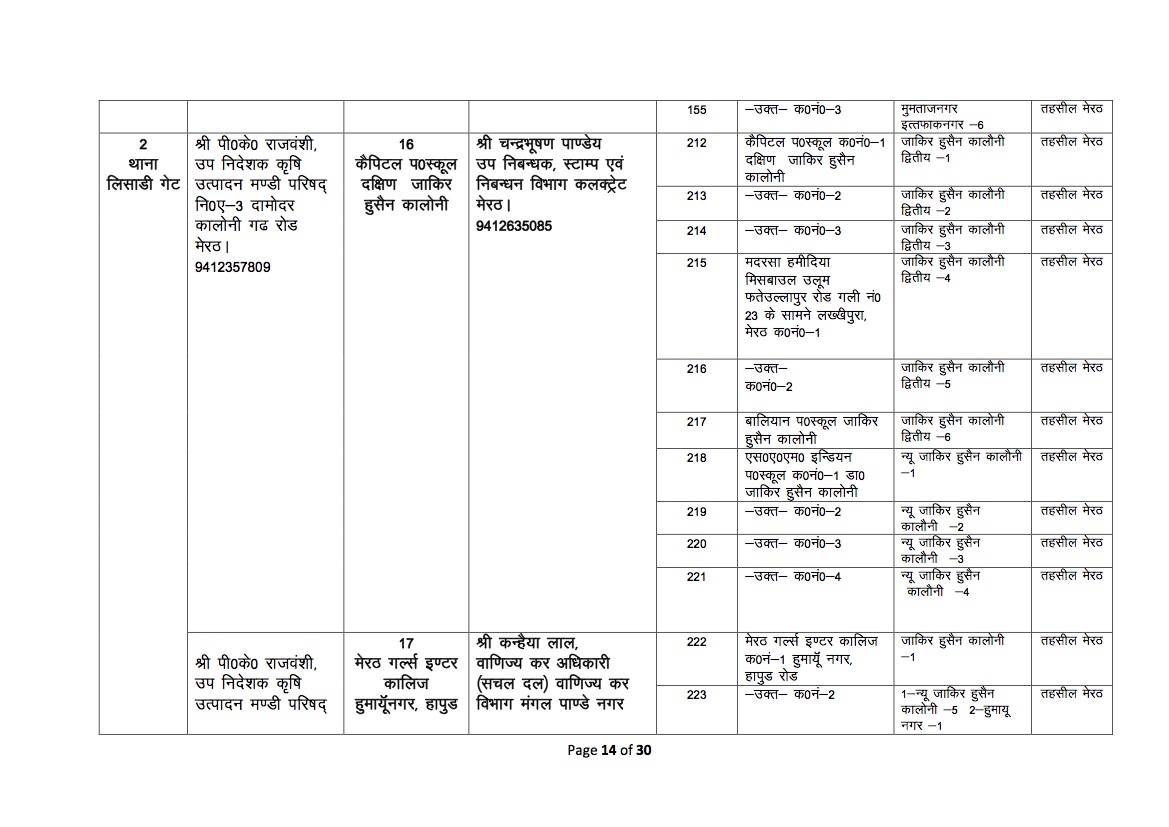 155
–उक्त– क0नं0–3
मुमताजनगर
इत्तफाकनगर –6
तहसील मेरठ
2
थाना
लिसाडी गेट
श्री पी0के0 राजवंशी,
उप निदेशक कृषि
उत्पादन मण्डी परिषद्
नि0ए–3 दामोदर
कालोनी गढ रोड
मेरठ।
9412357809
16
कैपिटल प0स्कूल
दक्षिण जाकिर
हुसैन कालोनी
श्री चन्द्रभूषण पाण्डेय
उप निबन्धक, स्टाम्प एवं
निबन्धन विभाग कलक्ट्रेट
मेरठ।
9412635085
212
कैपिटल प0स्कूल क0नं0–1
दक्षिण जाकिर हुसैन
कालोनी
जाकिर हुसैन कालौनी
द्वितीय –1
तहसील मेरठ
213
–उक्त– क0नं0–2
जाकिर हुसैन कालौनी
द्वितीय –2
तहसील मेरठ
214
–उक्त– क0नं0–3
जाकिर हुसैन कालौनी
द्वितीय –3
तहसील मेरठ
215
मदरसा हमीदिया
मिसबाउल उलूम
फतेउल्लापुर रोड गली नं0
23 के सामने लख्खीपुरा,
मेरठ क0नं0–1
जाकिर हुसैन कालौनी
द्वितीय –4
तहसील मेरठ
216
–उक्त–
क0नं0–2
जाकिर हुसैन कालौनी
द्वितीय –5
तहसील मेरठ
217
बालियान प0स्कूल जाकिर
हुसैन कालोनी
जाकिर हुसैन कालोनी
द्वितीय –6
तहसील मेरठ
218
एस0ए0एम0 इन्डियन
प0स्कूल क0नं0–1 डा0
जाकिर हुसैन कालोनी
न्यू जाकिर हुसैन कालौनी
–1
तहसील मेरठ
219
–उक्त– क0नं0–2
न्यू जाकिर हुसैन
कालौनी –2
तहसील मेरठ
220
–उक्त– क0नं0–3
न्यू जाकिर हुसैन
कालौनी –3
तहसील मेरठ
221
–उक्त– क0नं0–4
न्यू जाकिर हुसैन
कालौनी –4
तहसील मेरठ
श्री पी0के0 राजवंशी,
उप निदेशक कृषि
उत्पादन मण्डी परिषद्
17
मेरठ गर्ल्स इण्टर
कालिज
हुमायॅूनगर, हापुड
श्री कन्हैया लाल,
वाणिज्य कर अधिकारी
(सचल दल) वाणिज्य कर
विभाग मंगल पाण्डे नगर
222
मेरठ गर्ल्स इण्टर कालिज
क0नं–1 हुमायॅू नगर,
हापुड रोड
जाकिर हुसैन कालोनी
–1
तहसील मेरठ
223
–उक्त– क0नं–2
1–न्यू जाकिर हुसैन
कालोनी –5 2–हुमायू
नगर –1
तहसील मेरठ
Page 14 of 30